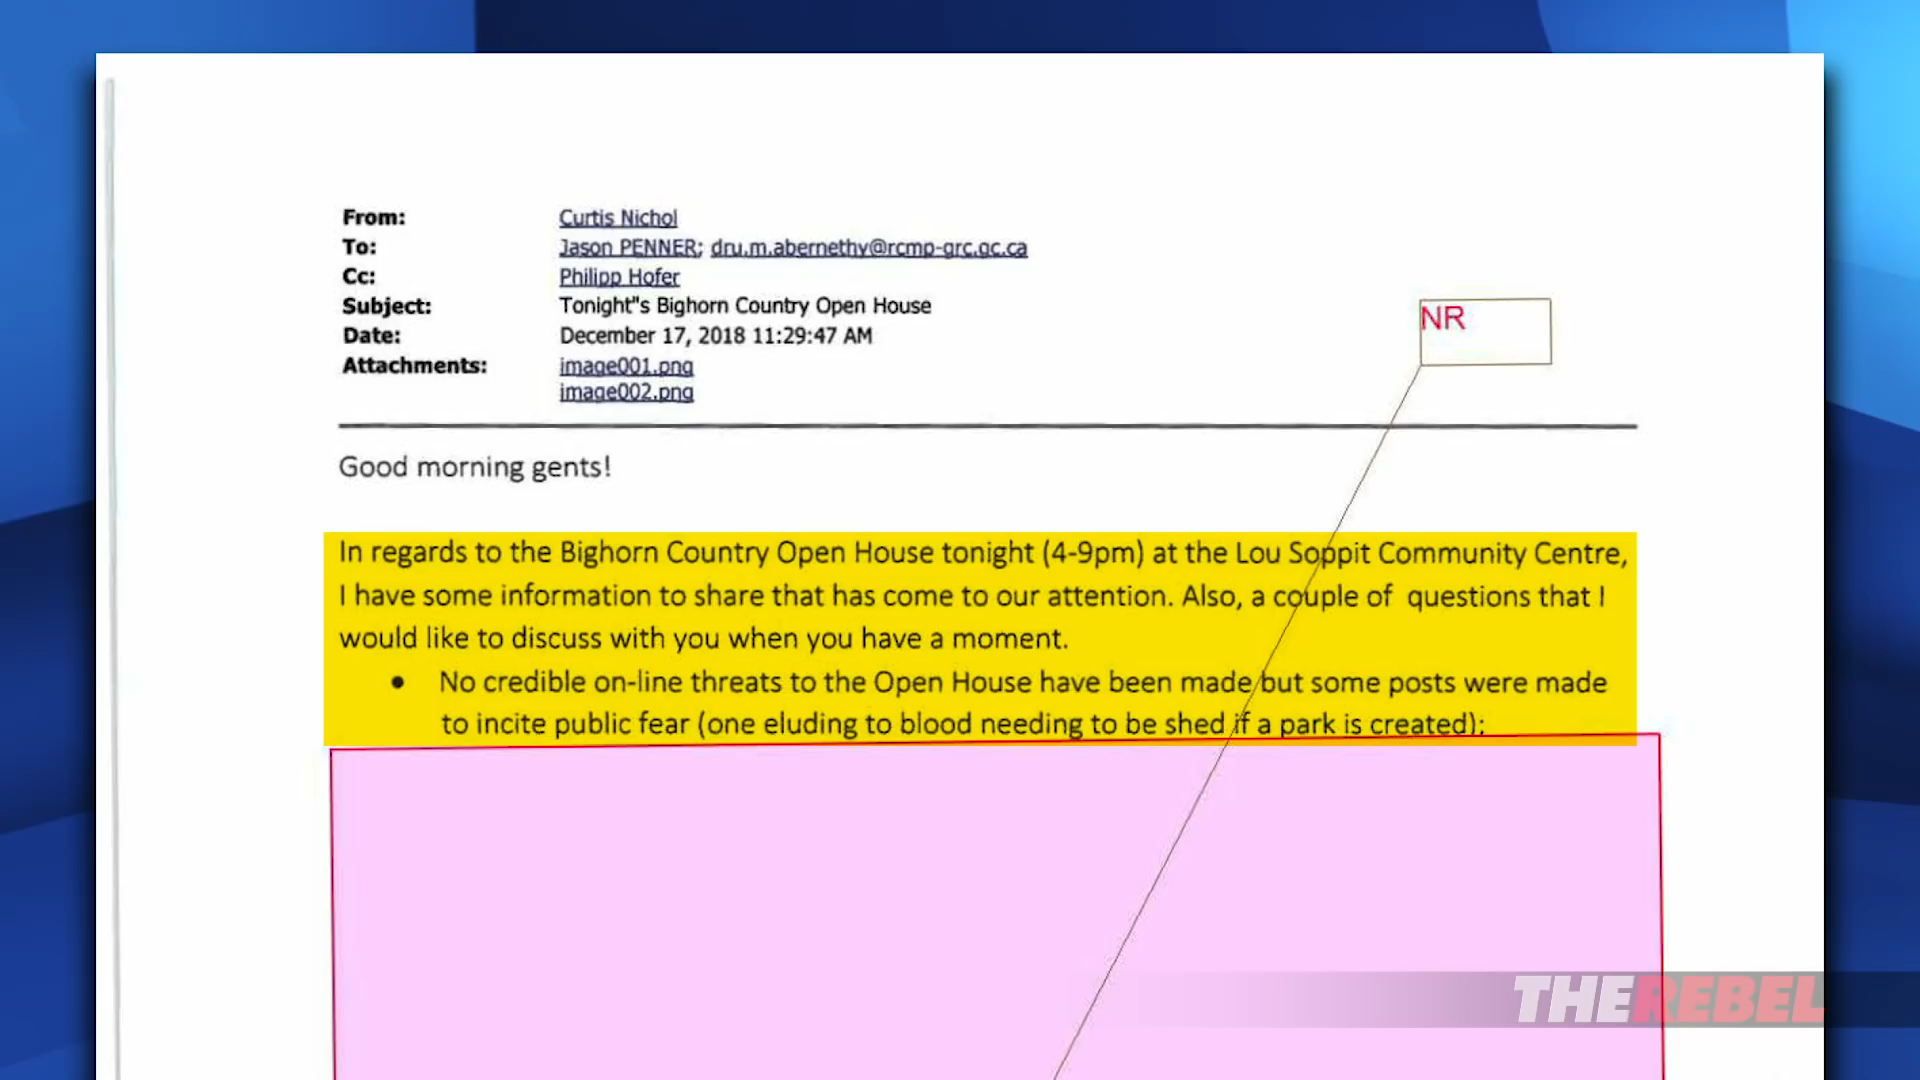 From: Curtis Nichol
To: Jason PENNER; dru.m.abernethy@rcmp-grc.gc.ca
Cc: Philipp Hofer
Subject: Tonight"s Bighorn Country Open House
Date: December 17, 2018 11:29:47 AM
Attachments: image001.png
image002.png
NR
Good morning gents!
In regards to the Bighorn Country Open House tonight (4-9pm) at the Lou Soppit Community Centre,
I have some information to share that has come to our attention. Also, a couple of questions that I
would like to discuss with you when you have a moment.
• No credible on-line threats to the Open House have been made but some posts were made
to incite public fear (one eluding to blood needing to be shed if a park is created);
THE REBEL